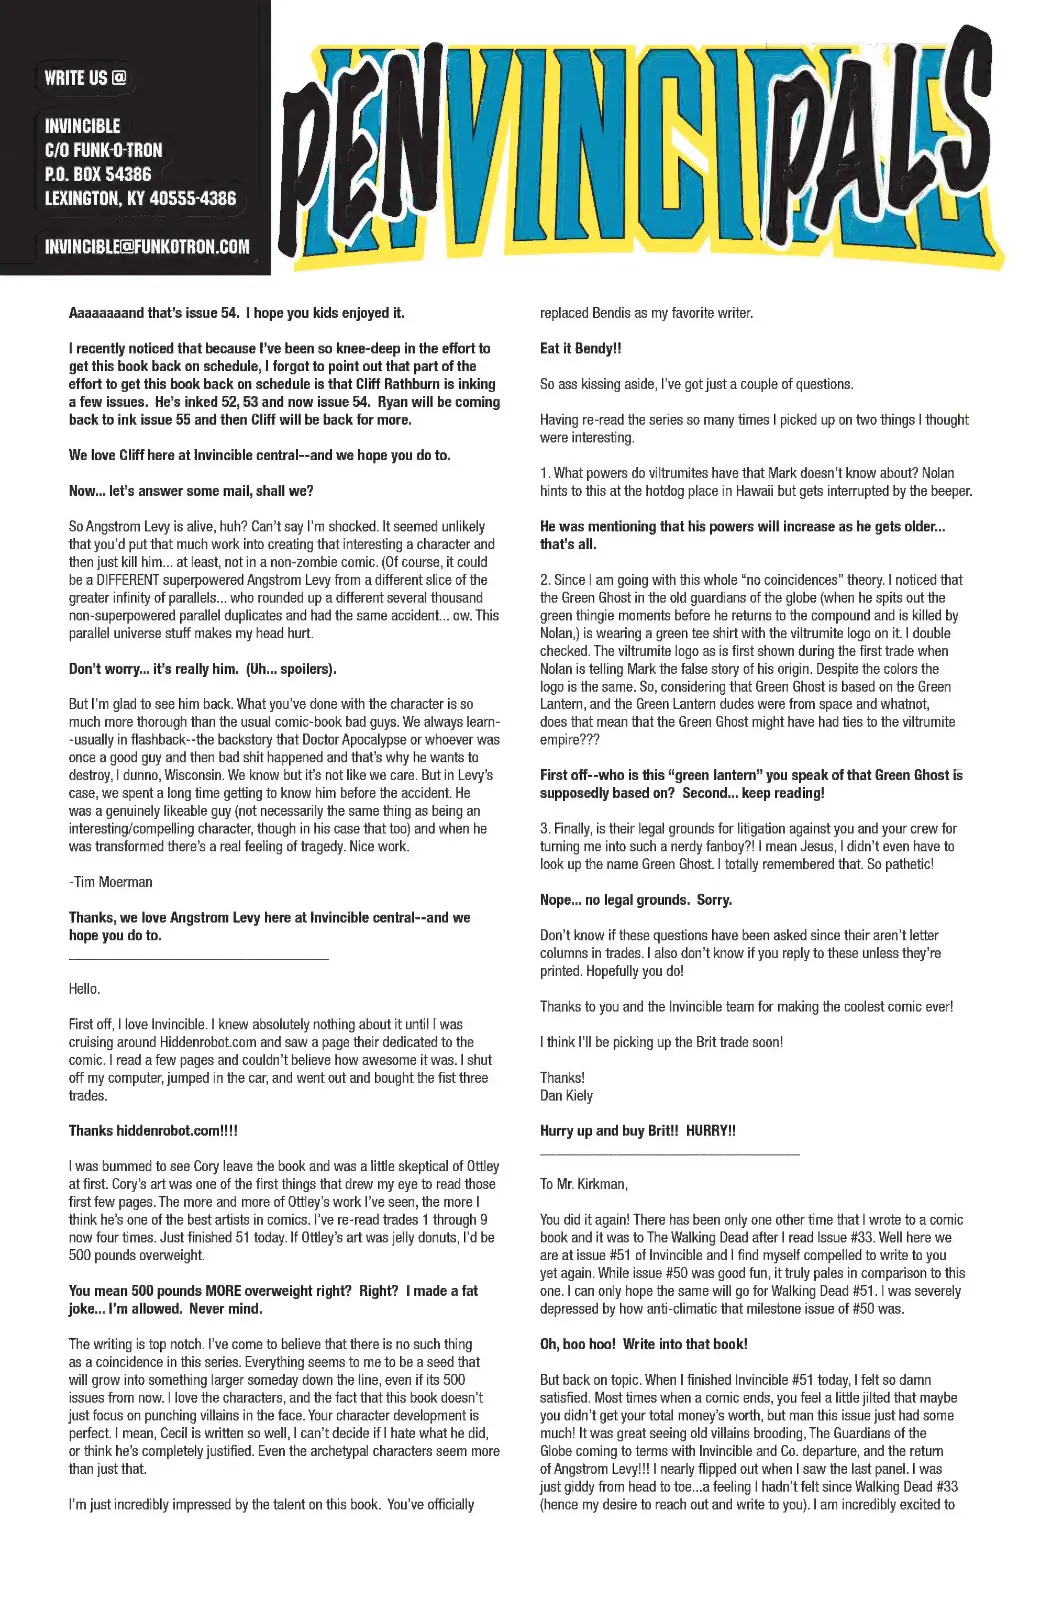 WRITE US @
INVINCIBLE
C/O FUNK-O-TRON
P.O. BOX 54386
LEXINGTON, KY 40555-4386
INVINCIBLE@FUNKOTRON.COM
INVINCIBLE
PEN PALS
Aaaaaaaand that's issue 54.  I hope you kids enjoyed it.
I recently noticed that because I've been so knee-deep in the effort to
get this book back on schedule, I forgot to point out that part of the
effort to get this book back on schedule is that Cliff Rathburn is inking
a few issues.  He's inked 52, 53 and now issue 54.  Ryan will be coming
back to ink issue 55 and then Cliff will be back for more.
We love Cliff here at Invincible central--and we hope you do to.
Now... let's answer some mail, shall we?
So Angstrom Levy is alive, huh? Can't say I'm shocked. It seemed unlikely
that you'd put that much work into creating that interesting a character and
then just kill him... at least, not in a non-zombie comic. (Of course, it could
be a DIFFERENT superpowered Angstrom Levy from a different slice of the
greater infinity of parallels... who rounded up a different several thousand
non-superpowered parallel duplicates and had the same accident... ow. This
parallel universe stuff makes my head hurt.
Don't worry... it's really him.  (Uh... spoilers).
But I'm glad to see him back. What you've done with the character is so
much more thorough than the usual comic-book bad guys. We always learn-
-usually in flashback--the backstory that Doctor Apocalypse or whoever was
once a good guy and then bad shit happened and that's why he wants to
destroy, I dunno, Wisconsin. We know but it's not like we care. But in Levy's
case, we spent a long time getting to know him before the accident. He
was a genuinely likeable guy (not necessarily the same thing as being an
interesting/compelling character, though in his case that too) and when he
was transformed there's a real feeling of tragedy. Nice work.
-Tim Moerman
Thanks, we love Angstrom Levy here at Invincible central--and we
hope you do to.
Hello.
First off, I love Invincible. I knew absolutely nothing about it until I was
cruising around Hiddenrobot.com and saw a page their dedicated to the
comic. I read a few pages and couldn't believe how awesome it was. I shut
off my computer, jumped in the car, and went out and bought the fist three
trades.
Thanks hiddenrobot.com!!!!
I was bummed to see Cory leave the book and was a little skeptical of Ottley
at first. Cory's art was one of the first things that drew my eye to read those
first few pages. The more and more of Ottley's work I've seen, the more I
think he's one of the best artists in comics. I've re-read trades 1 through 9
now four times. Just finished 51 today. If Ottley's art was jelly donuts, I'd be
500 pounds overweight.
You mean 500 pounds MORE overweight right?  Right?  I made a fat
joke... I'm allowed.  Never mind.
The writing is top notch. I've come to believe that there is no such thing
as a coincidence in this series. Everything seems to me to be a seed that
will grow into something larger someday down the line, even if its 500
issues from now. I love the characters, and the fact that this book doesn't
just focus on punching villains in the face. Your character development is
perfect. I mean, Cecil is written so well, I can't decide if I hate what he did,
or think he's completely justified. Even the archetypal characters seem more
than just that.
I'm just incredibly impressed by the talent on this book.  You've officially
replaced Bendis as my favorite writer.
Eat it Bendy!!
So ass kissing aside, I've got just a couple of questions.
Having re-read the series so many times I picked up on two things I thought
were interesting.
1. What powers do viltrumites have that Mark doesn't know about? Nolan
hints to this at the hotdog place in Hawaii but gets interrupted by the beeper.
He was mentioning that his powers will increase as he gets older...
that's all.
2. Since I am going with this whole "no coincidences" theory. I noticed that
the Green Ghost in the old guardians of the globe (when he spits out the
green thingie moments before he returns to the compound and is killed by
Nolan,) is wearing a green tee shirt with the viltrumite logo on it. I double
checked. The viltrumite logo as is first shown during the first trade when
Nolan is telling Mark the false story of his origin. Despite the colors the
logo is the same. So, considering that Green Ghost is based on the Green
Lantern, and the Green Lantern dudes were from space and whatnot,
does that mean that the Green Ghost might have had ties to the viltrumite
empire???
First off--who is this "green lantern" you speak of that Green Ghost is
supposedly based on?  Second... keep reading!
3. Finally, is their legal grounds for litigation against you and your crew for
turning me into such a nerdy fanboy?! I mean Jesus, I didn't even have to
look up the name Green Ghost. I totally remembered that. So pathetic!
Nope... no legal grounds.  Sorry.
Don't know if these questions have been asked since their aren't letter
columns in trades. I also don't know if you reply to these unless they're
printed. Hopefully you do!
Thanks to you and the Invincible team for making the coolest comic ever!
I think I'll be picking up the Brit trade soon!
Thanks!
Dan Kiely
Hurry up and buy Brit!!  HURRY!!
To Mr. Kirkman,
You did it again! There has been only one other time that I wrote to a comic
book and it was to The Walking Dead after I read Issue #33. Well here we
are at issue #51 of Invincible and I find myself compelled to write to you
yet again. While issue #50 was good fun, it truly pales in comparison to this
one. I can only hope the same will go for Walking Dead #51. I was severely
depressed by how anti-climatic that milestone issue of #50 was.
Oh, boo hoo!  Write into that book!
But back on topic. When I finished Invincible #51 today, I felt so damn
satisfied. Most times when a comic ends, you feel a little jilted that maybe
you didn't get your total money's worth, but man this issue just had some
much! It was great seeing old villains brooding, The Guardians of the
Globe coming to terms with Invincible and Co. departure, and the return
of Angstrom Levy!!! I nearly flipped out when I saw the last panel. I was
just giddy from head to toe...a feeling I hadn't felt since Walking Dead #33
(hence my desire to reach out and write to you). I am incredibly excited to